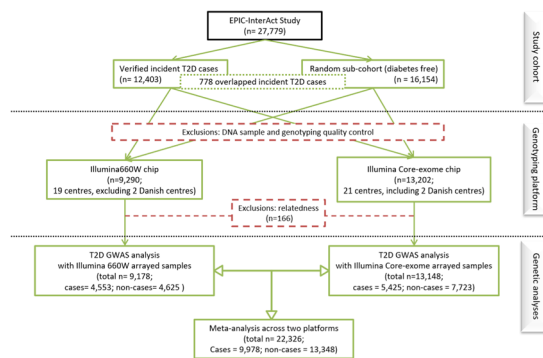 EPIC-InterAct Study
(n= 27,779)
Verified incident T2D cases
(n= 12,403)
Random sub-cohort (diabetes free)
(n = 16,154)
778 overlapped incident T2D cases
Study cohort
Exclusions: DNA sample and genotyping quality control
Illumina660W chip
(n=9,290;
19 centres, excluding 2 Danish centres)
Illumina Core-exome chip
(n=13,202;
21 centres, including 2 Danish centres)
Genotyping platform
Exclusions: relatedness
(n=166)
T2D GWAS analysis
with Illumina 660W arrayed samples
(total n= 9,178;
cases= 4,553; non-cases= 4,625 )
T2D GWAS analysis
with Illumina Core-exome arrayed samples
(total n=13,148;
cases = 5,425; non-cases = 7,723)
Genetic analyses
Meta-analysis across two platforms
(total n= 22,326;
Cases = 9,978; non-cases = 13,348)